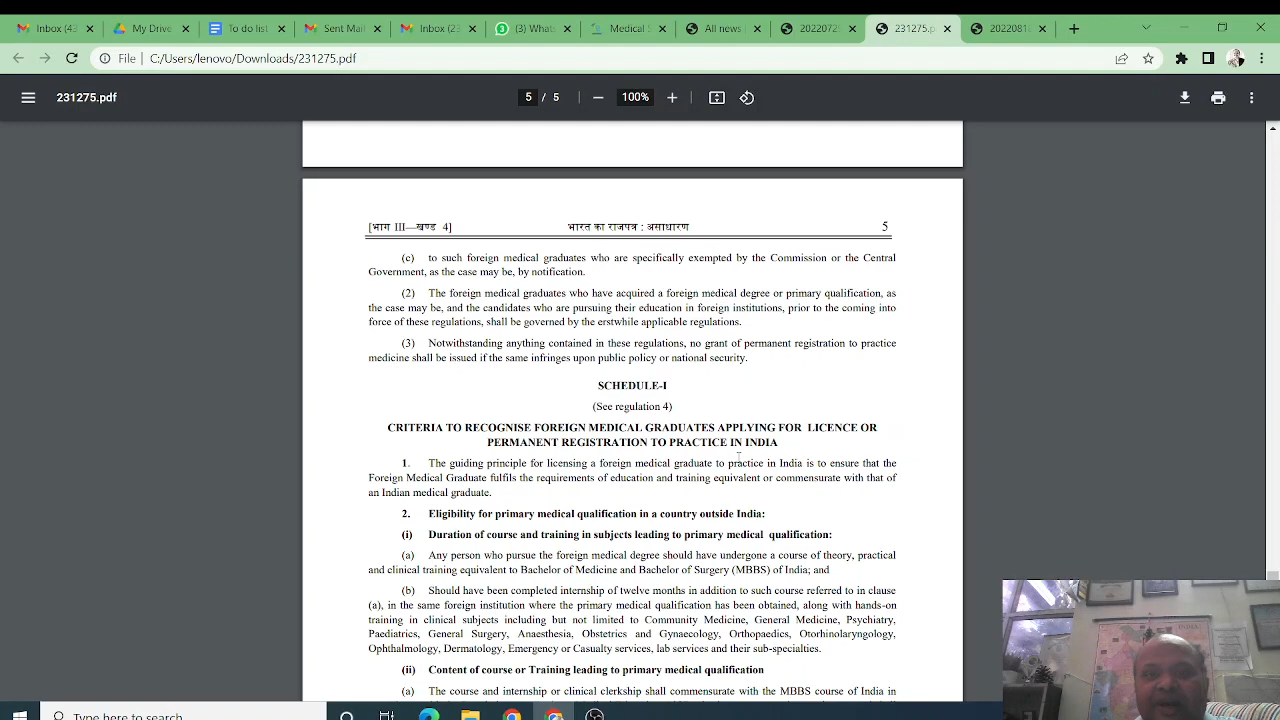 Inbox (43
My Drive
To do list
Sent Mail
Inbox (23
(3) What
Medical S
All news
20220725
231275.p
20220818
File
C:/Users/lenovo/Downloads/231275.pdf
231275.pdf
5 / 5
100%
[भाग III—खण्ड 4]
भारत का राजपत्र : असाधारण
5
(c) to such foreign medical graduates who are specifically exempted by the Commission or the Central
Government, as the case may be, by notification.
(2) The foreign medical graduates who have acquired a foreign medical degree or primary qualification, as
the case may be, and the candidates who are pursuing their education in foreign institutions, prior to the coming into
force of these regulations, shall be governed by the erstwhile applicable regulations.
(3) Notwithstanding anything contained in these regulations, no grant of permanent registration to practice
medicine shall be issued if the same infringes upon public policy or national security.
SCHEDULE-I
(See regulation 4)
CRITERIA TO RECOGNISE FOREIGN MEDICAL GRADUATES APPLYING FOR LICENCE OR
PERMANENT REGISTRATION TO PRACTICE IN INDIA
1. The guiding principle for licensing a foreign medical graduate to practice in India is to ensure that the
Foreign Medical Graduate fulfils the requirements of education and training equivalent or commensurate with that of
an Indian medical graduate.
2. Eligibility for primary medical qualification in a country outside India:
(i) Duration of course and training in subjects leading to primary medical qualification:
(a) Any person who pursue the foreign medical degree should have undergone a course of theory, practical
and clinical training equivalent to Bachelor of Medicine and Bachelor of Surgery (MBBS) of India; and
(b) Should have been completed internship of twelve months in addition to such course referred to in clause
(a), in the same foreign institution where the primary medical qualification has been obtained, along with hands-on
training in clinical subjects including but not limited to Community Medicine, General Medicine, Psychiatry,
Paediatrics, General Surgery, Anaesthesia, Obstetrics and Gynaecology, Orthopaedics, Otorhinolaryngology,
Ophthalmology, Dermatology, Emergency or Casualty services, lab services and their sub-specialties.
(ii) Content of course or Training leading to primary medical qualification
(a) The course and internship or clinical clerkship shall commensurate with the MBBS course of India in
Type here to search